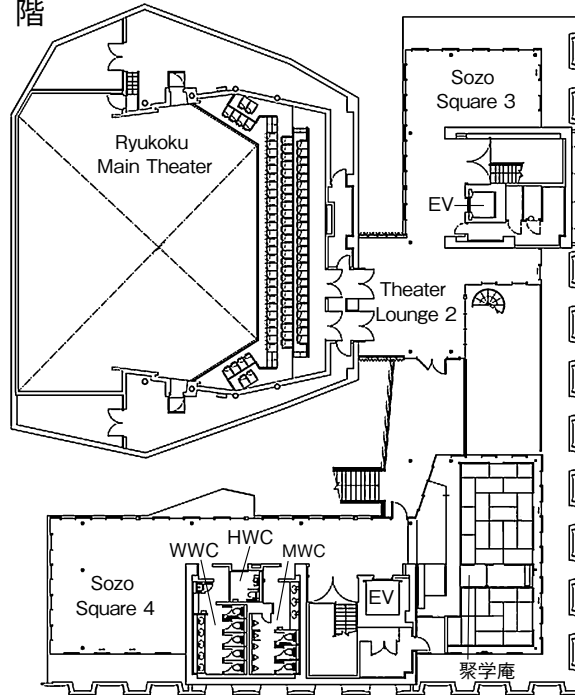 階
Sozo
Square 3
Ryukoku
Main Theater
EV
Theater
Lounge 2
HWC
WWC
MWC
Sozo
Square 4
EV
聚学庵